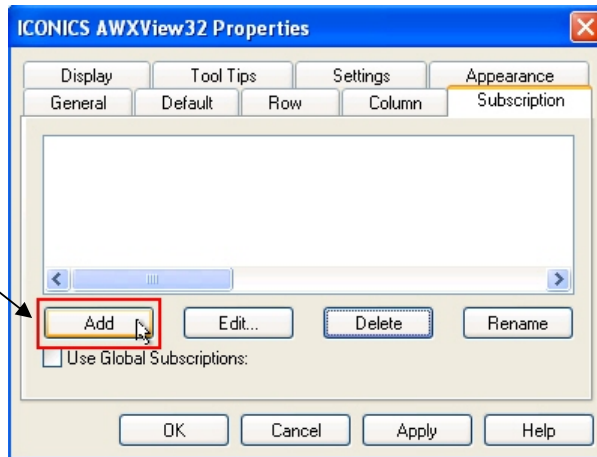 ICONICS AWXView32 Properties
Display Tool Tips Settings Appearance
General Default Row Column Subscription
Add Edit... Delete Rename
Use Global Subscriptions:
OK Cancel Apply Help